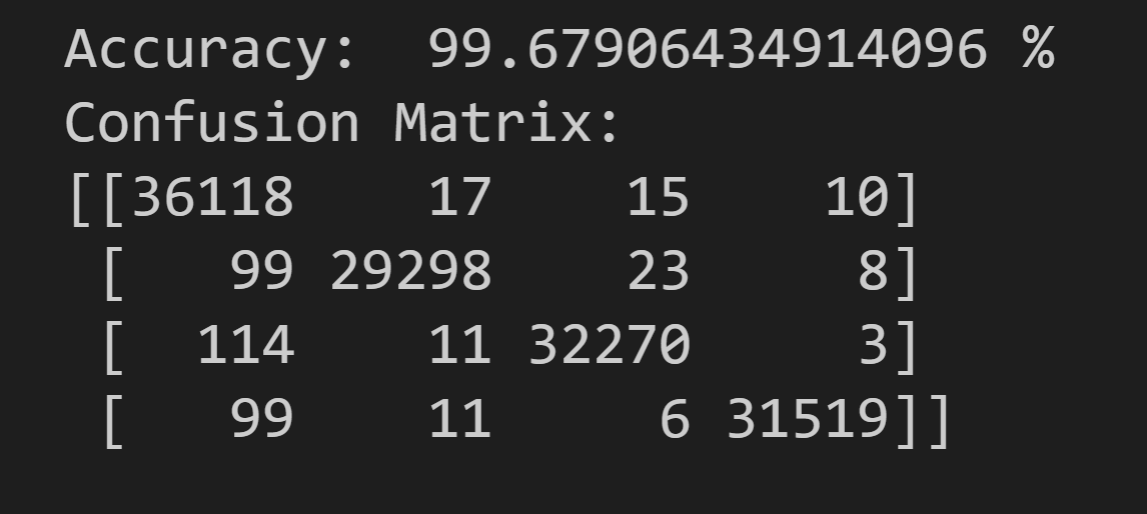 Accuracy:  99.67906434914096 %
Confusion Matrix:
[[36118    17    15    10]
 [   99 29298    23     8]
 [  114    11 32270     3]
 [   99    11     6 31519]]